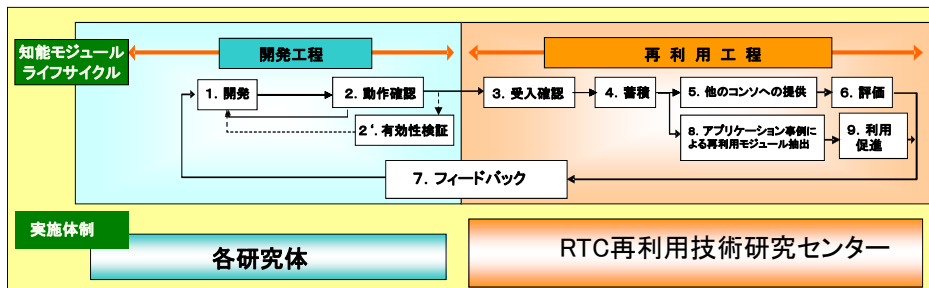 知能モジュール
ライフサイクル
開発工程
再利用工程
1. 開発
2. 動作確認
2'. 有効性検証
3. 受入確認
4. 蓄積
5. 他のコンソへの提供
6. 評価
8. アプリケーション事例に
よる再利用モジュール抽出
9. 利用
促進
7. フィードバック
実施体制
各研究体
RTC再利用技術研究センター